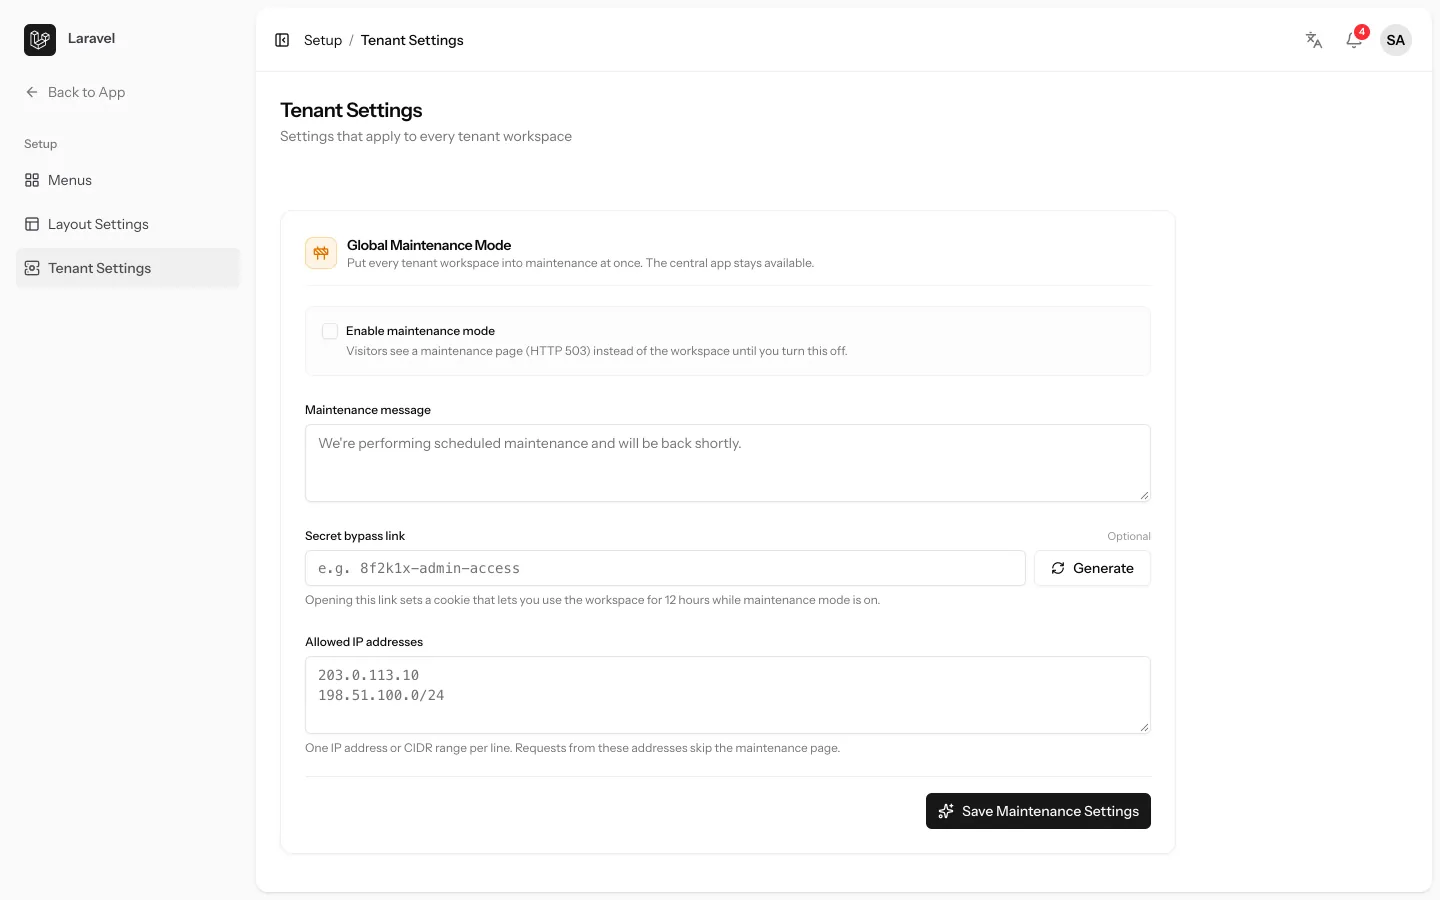 Laravel
Back to App
Setup
Menus
Layout Settings
Tenant Settings
Setup / Tenant Settings
4
SA
Tenant Settings
Settings that apply to every tenant workspace
Global Maintenance Mode
Put every tenant workspace into maintenance at once. The central app stays available.
Enable maintenance mode
Visitors see a maintenance page (HTTP 503) instead of the workspace until you turn this off.
Maintenance message
We're performing scheduled maintenance and will be back shortly.
Secret bypass link
Optional
e.g. 8f2k1x-admin-access
Generate
Opening this link sets a cookie that lets you use the workspace for 12 hours while maintenance mode is on.
Allowed IP addresses
203.0.113.10
198.51.100.0/24
One IP address or CIDR range per line. Requests from these addresses skip the maintenance page.
Save Maintenance Settings